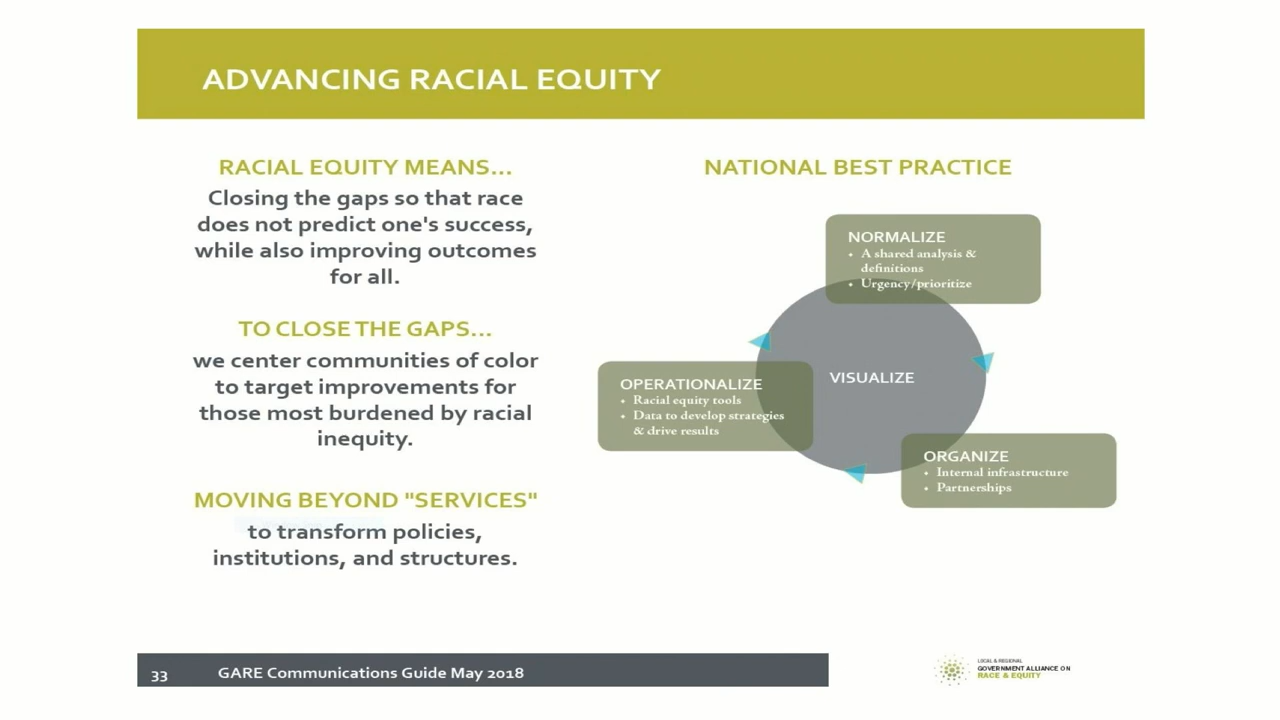 ADVANCING RACIAL EQUITY
RACIAL EQUITY MEANS...
Closing the gaps so that race
does not predict one's success,
while also improving outcomes
for all.
TO CLOSE THE GAPS...
we center communities of color
to target improvements for
those most burdened by racial
inequity.
MOVING BEYOND "SERVICES"
to transform policies,
institutions, and structures.
NATIONAL BEST PRACTICE
NORMALIZE
• A shared analysis &
definitions
• Urgency/prioritize
VISUALIZE
OPERATIONALIZE
• Racial equity tools
• Data to develop strategies
& drive results
ORGANIZE
• Internal infrastructure
• Partnerships
33
GARE Communications Guide May 2018
LOCAL & REGIONAL
GOVERNMENT ALLIANCE ON
RACE & EQUITY